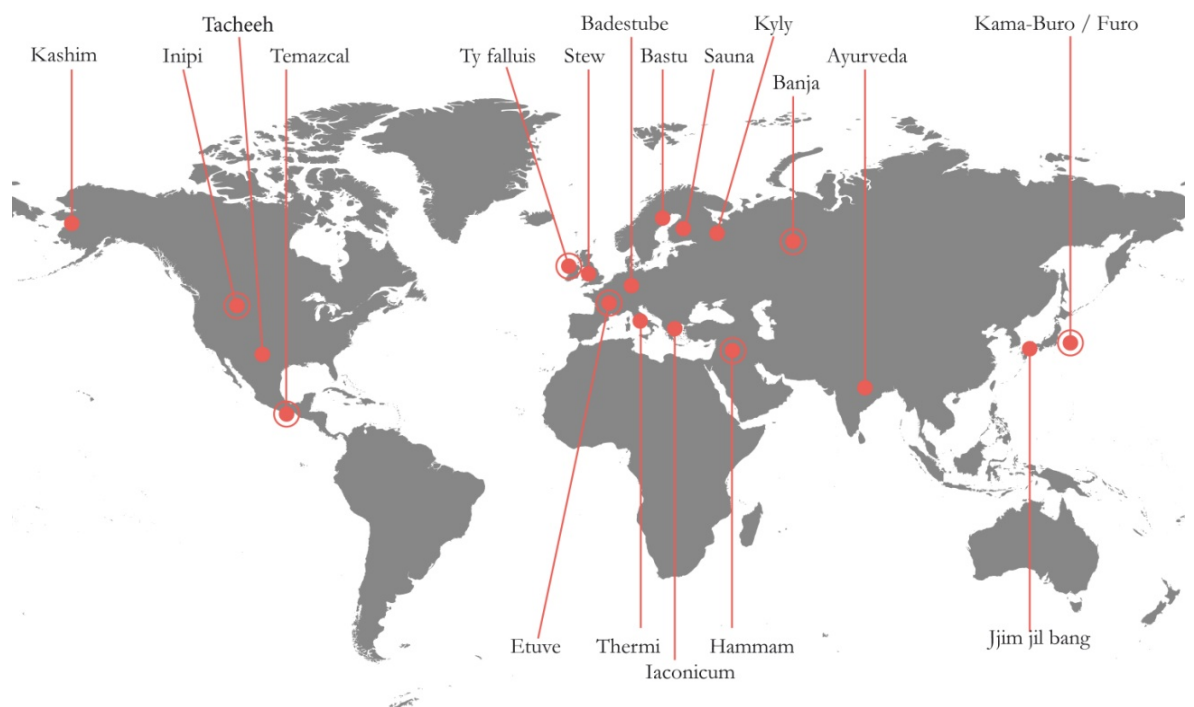 Tacheeh
Badestube
Kyly
Kama-Buro / Furo
Kashim
Inipi
Temazcal
Ty falluis
Stew
Bastu
Sauna
Ayurveda
Banja
Etuve
Thermi
Hammam
Jjim jil bang
Iaconicum